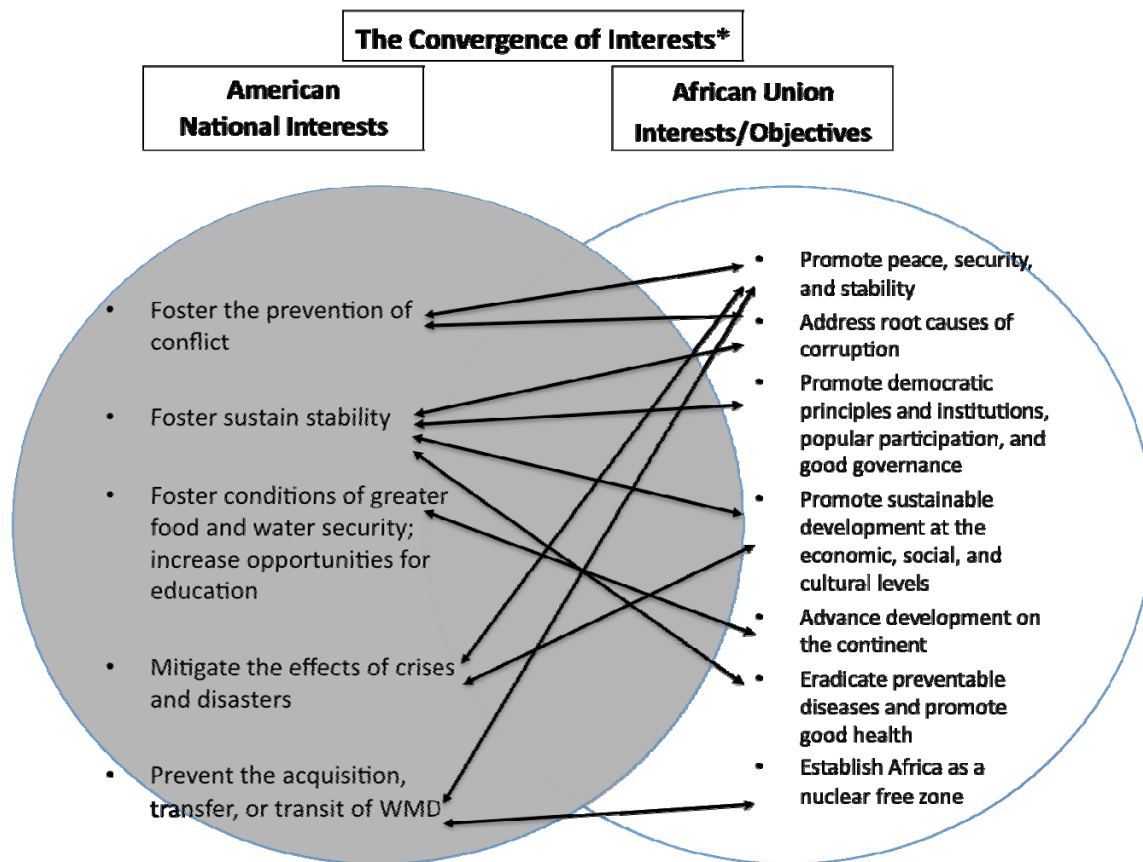 The Convergence of Interests*
American
National Interests
African Union
Interests/Objectives
• Foster the prevention of
conflict
• Foster sustain stability
• Foster conditions of greater
food and water security;
increase opportunities for
education
• Mitigate the effects of crises
and disasters
• Prevent the acquisition,
transfer, or transit of WMD
• Promote peace, security,
and stability
• Address root causes of
corruption
• Promote democratic
principles and institutions,
popular participation, and
good governance
• Promote sustainable
development at the
economic, social, and
cultural levels
• Advance development on
the continent
• Eradicate preventable
diseases and promote
good health
• Establish Africa as a
nuclear free zone